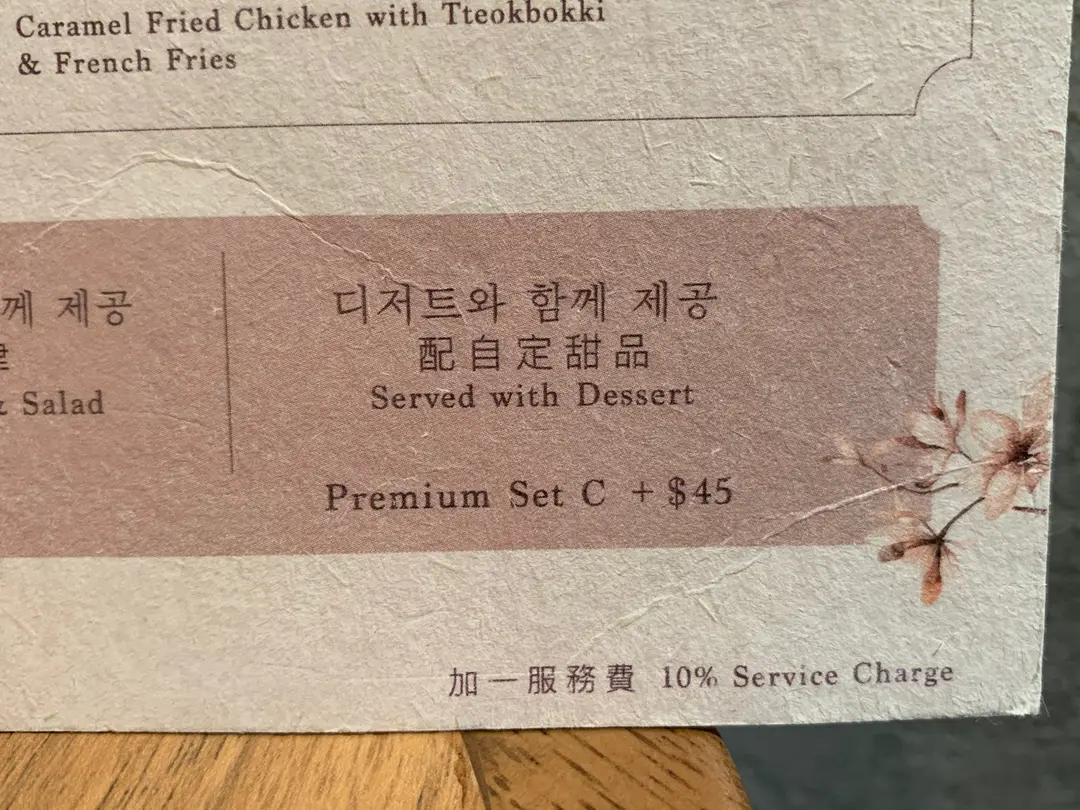 Caramel Fried Chicken with Tteokbokki
& French Fries
께 제공
& Salad
디저트와 함께 제공
配自定甜品
Served with Dessert
Premium Set C + $45
加一服務費 10% Service Charge